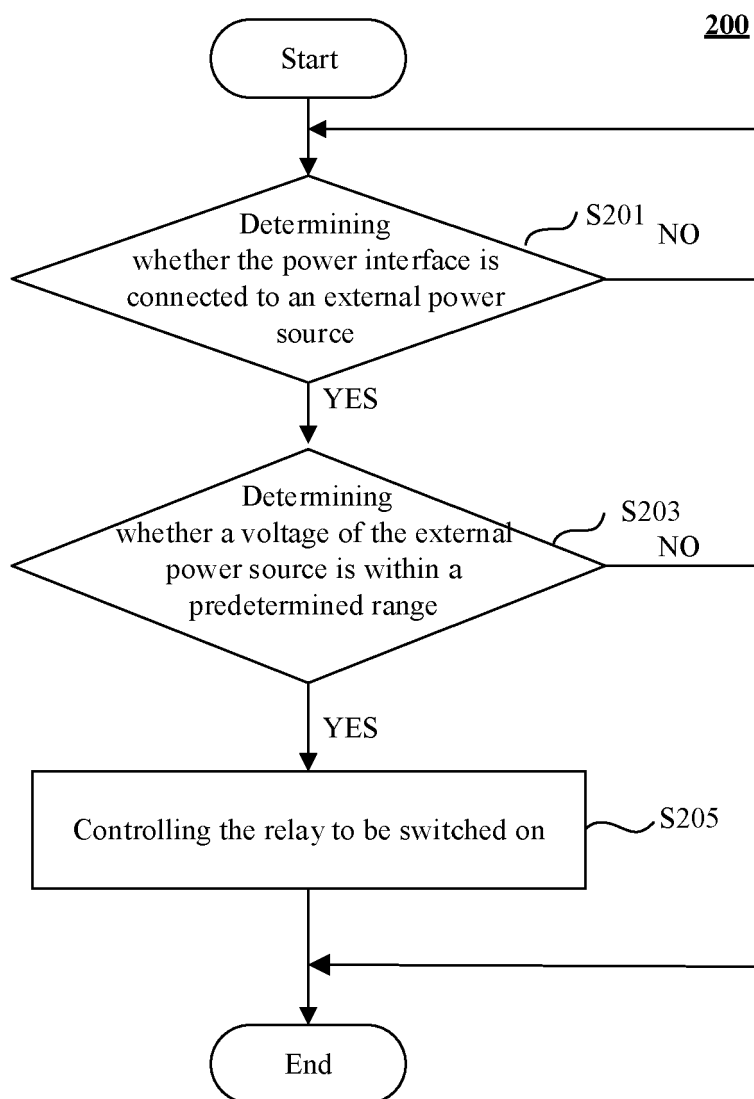 200
Start
Determining
whether the power interface is
connected to an external power
source
S201
NO
YES
Determining
whether a voltage of the external
power source is within a
predetermined range
S203
NO
YES
Controlling the relay to be switched on
S205
End